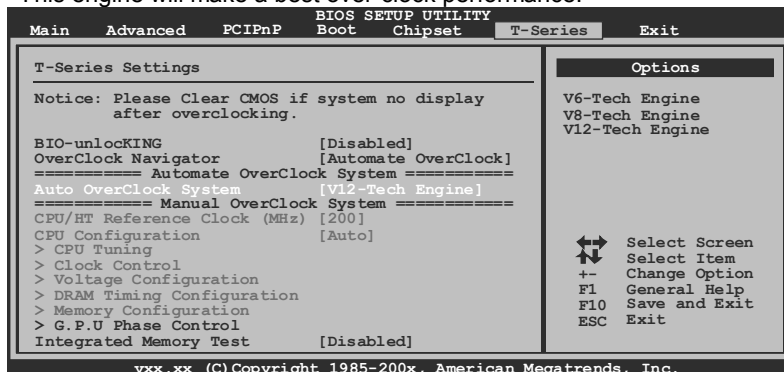 This engine will make a best over-clock performance.
BIOS SETUP UTILITY
Main Advanced PCIPnP Boot Chipset T-Series Exit
T-Series Settings
Notice: Please Clear CMOS if system no display
after overclocking.
BIO-unlocKING [Disabled]
OverClock Navigator [Automate OverClock]
=========== Automate OverClock System ===========
Auto OverClock System [V12-Tech Engine]
============ Manual OverClock System ============
CPU/HT Reference Clock (MHz) [200]
CPU Configuration [Auto]
> CPU Tuning
> Clock Control
> Voltage Configuration
> DRAM Timing Configuration
> Memory Configuration
> G.P.U Phase Control
Integrated Memory Test [Disabled]
Options
V6-Tech Engine
V8-Tech Engine
V12-Tech Engine
Select Screen
Select Item
+- Change Option
F1 General Help
F10 Save and Exit
ESC Exit
vxx.xx (C)Copyright 1985-200x, American Megatrends, Inc.